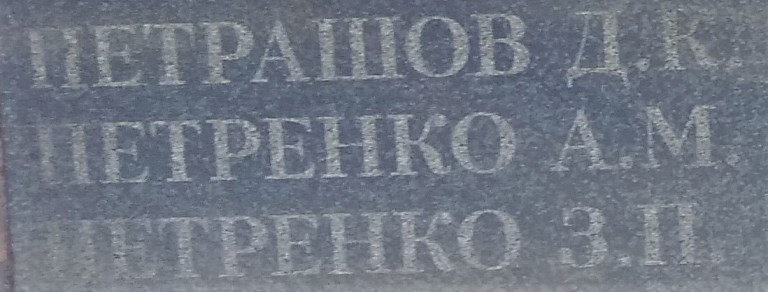 ПЕТРАШОВ Д.К.
ПЕТРЕНКО А.М.
ПЕТРЕНКО З.П.